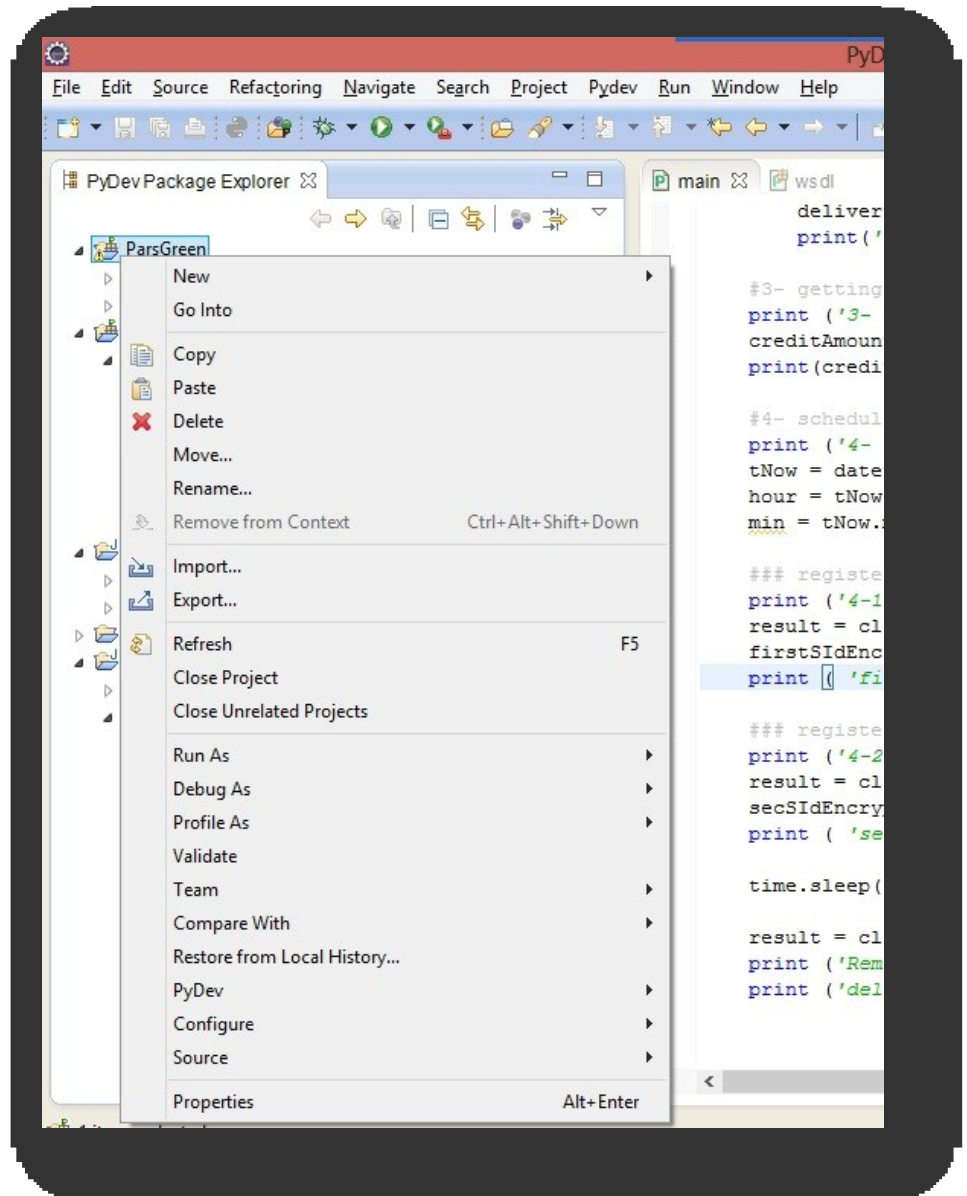 PyD
File Edit Source Refactoring Navigate Search Project Pydev Run Window Help
PyDev Package Explorer
ParsGreen
New
Go Into
Copy
Paste
Delete
Move...
Rename...
Remove from Context Ctrl+Alt+Shift+Down
Import...
Export...
Refresh F5
Close Project
Close Unrelated Projects
Run As
Debug As
Profile As
Validate
Team
Compare With
Restore from Local History...
PyDev
Configure
Source
Properties Alt+Enter
main wsdl
deliver
print('
#3- getting
print ('3-
creditAmoun
print(credi
#4- schedul
print ('4-
tNow = date
hour = tNow
min = tNow.
### registe
print ('4-1
result = cl
firstSIdEnc
print ( 'fi
### registe
print ('4-2
result = cl
secSIdEncry
print ( 'se
time.sleep(
result = cl
print ('Rem
print ('del